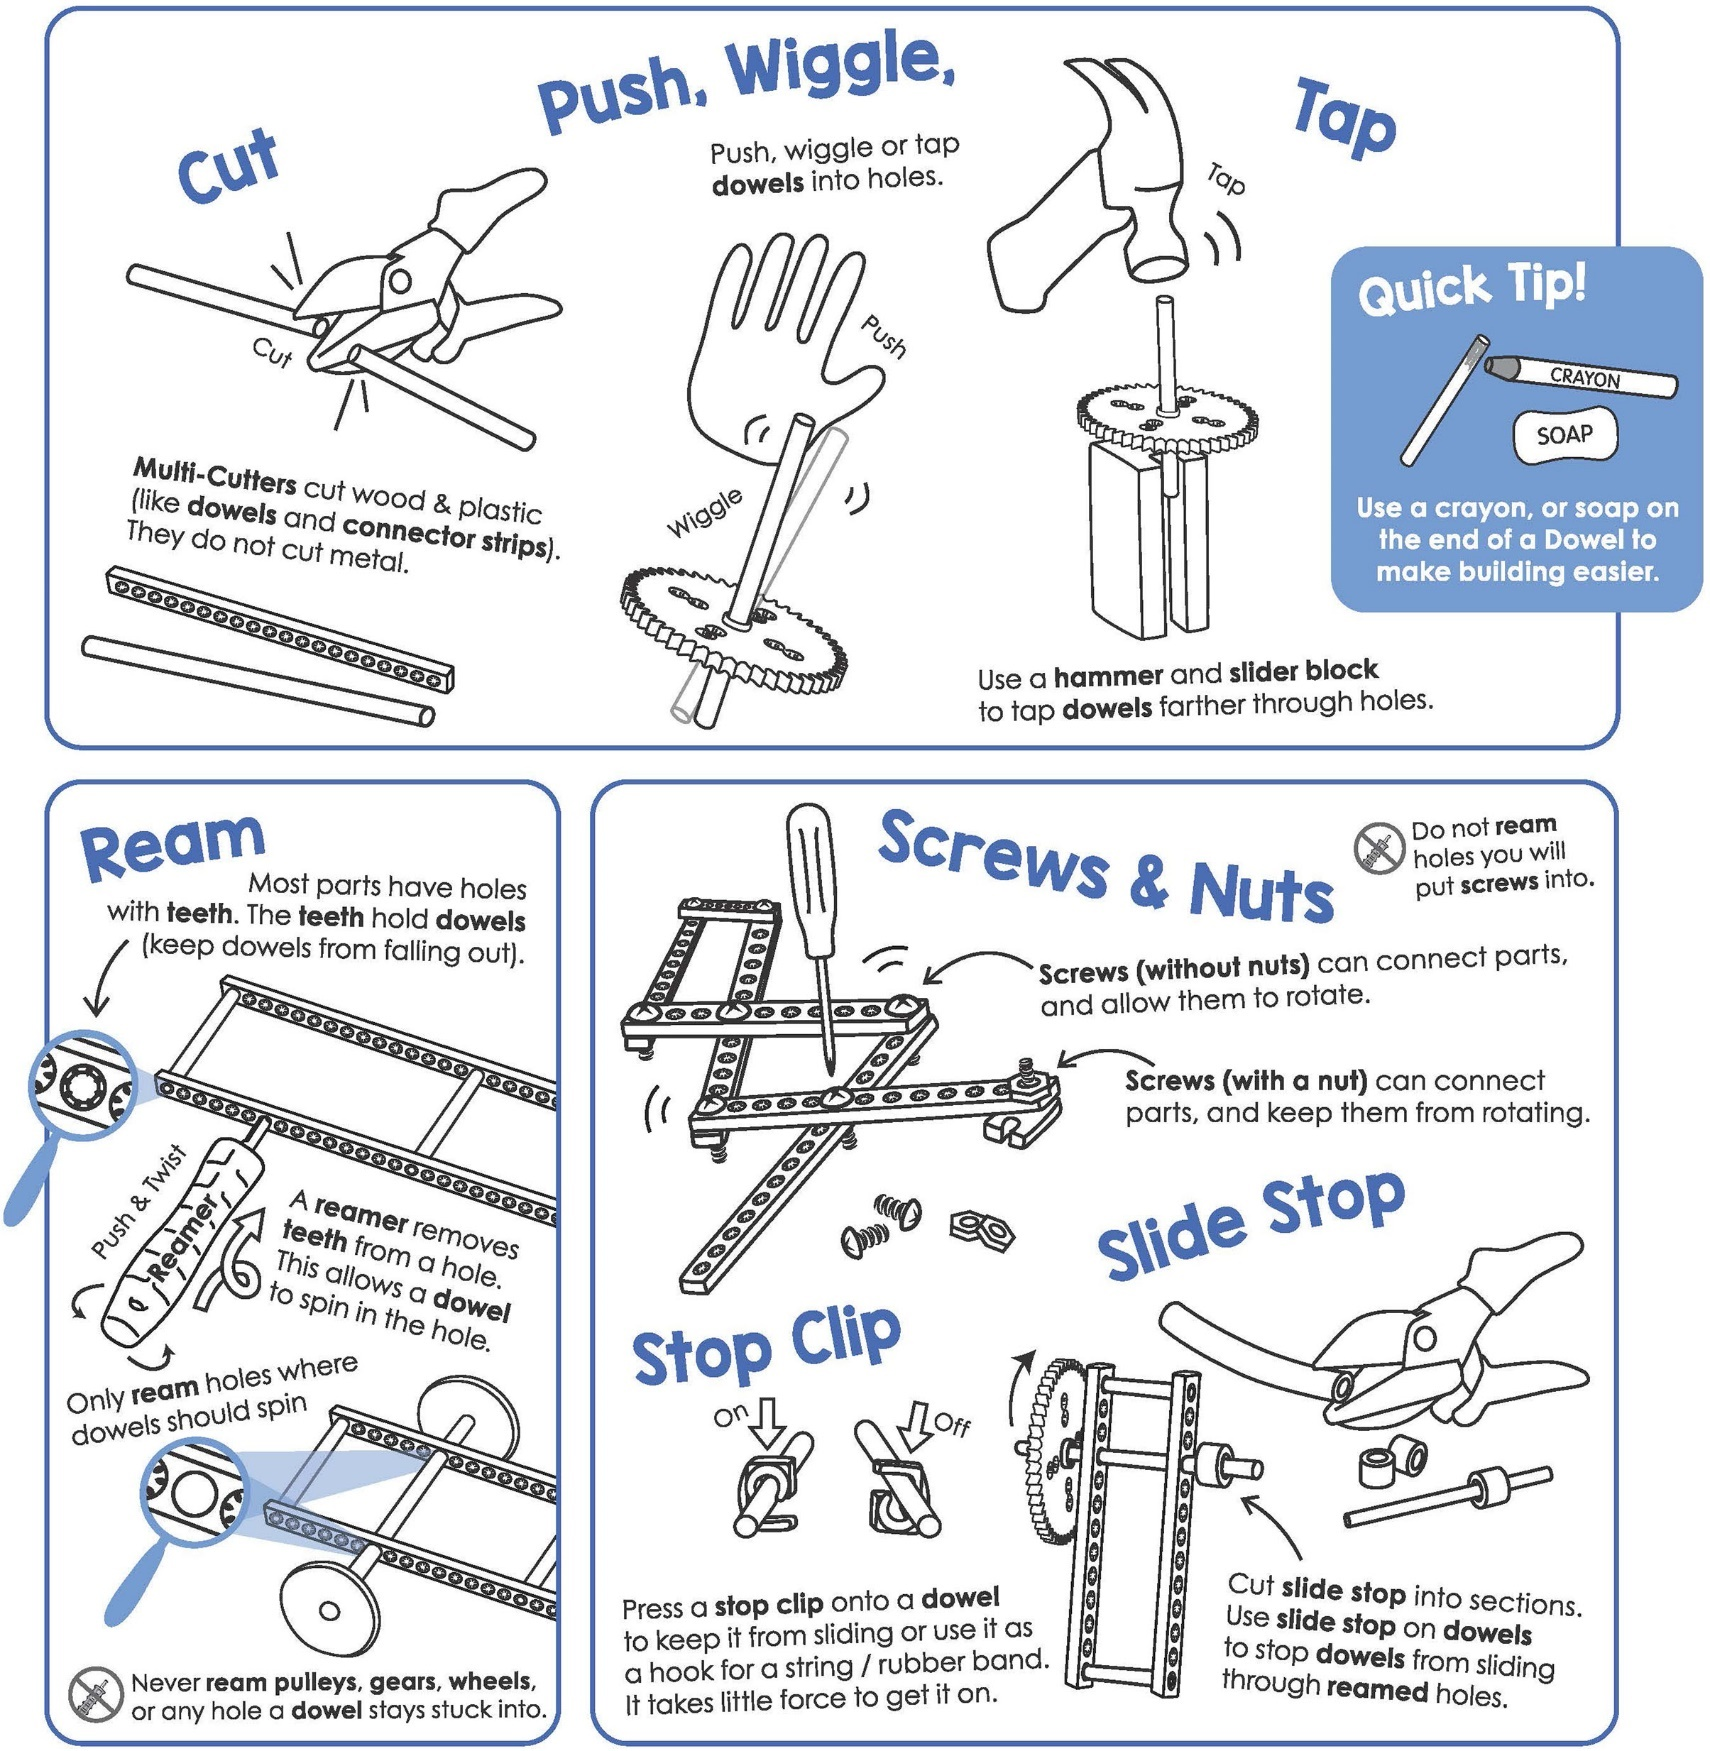 Cut
Push, Wiggle,
Tap
Push, wiggle or tap
dowels into holes.
Tap
Push
Cut
Wiggle
Multi-Cutters cut wood & plastic
(like dowels and connector strips).
They do not cut metal.
Use a hammer and slider block
to tap dowels farther through holes.
Quick Tip!
CRAYON
SOAP
Use a crayon, or soap on
the end of a Dowel to
make building easier.
Ream
Most parts have holes
with teeth. The teeth hold dowels
(keep dowels from falling out).
Push & Twist
Reamer
A reamer removes
teeth from a hole.
This allows a dowel
to spin in the hole.
Only ream holes where
dowels should spin
Never ream pulleys, gears, wheels,
or any hole a dowel stays stuck into.
Screws & Nuts
Do not ream
holes you will
put screws into.
Screws (without nuts) can connect parts,
and allow them to rotate.
Screws (with a nut) can connect
parts, and keep them from rotating.
Stop Clip
On
Off
Press a stop clip onto a dowel
to keep it from sliding or use it as
a hook for a string / rubber band.
It takes little force to get it on.
Slide Stop
Cut slide stop into sections.
Use slide stop on dowels
to stop dowels from sliding
through reamed holes.